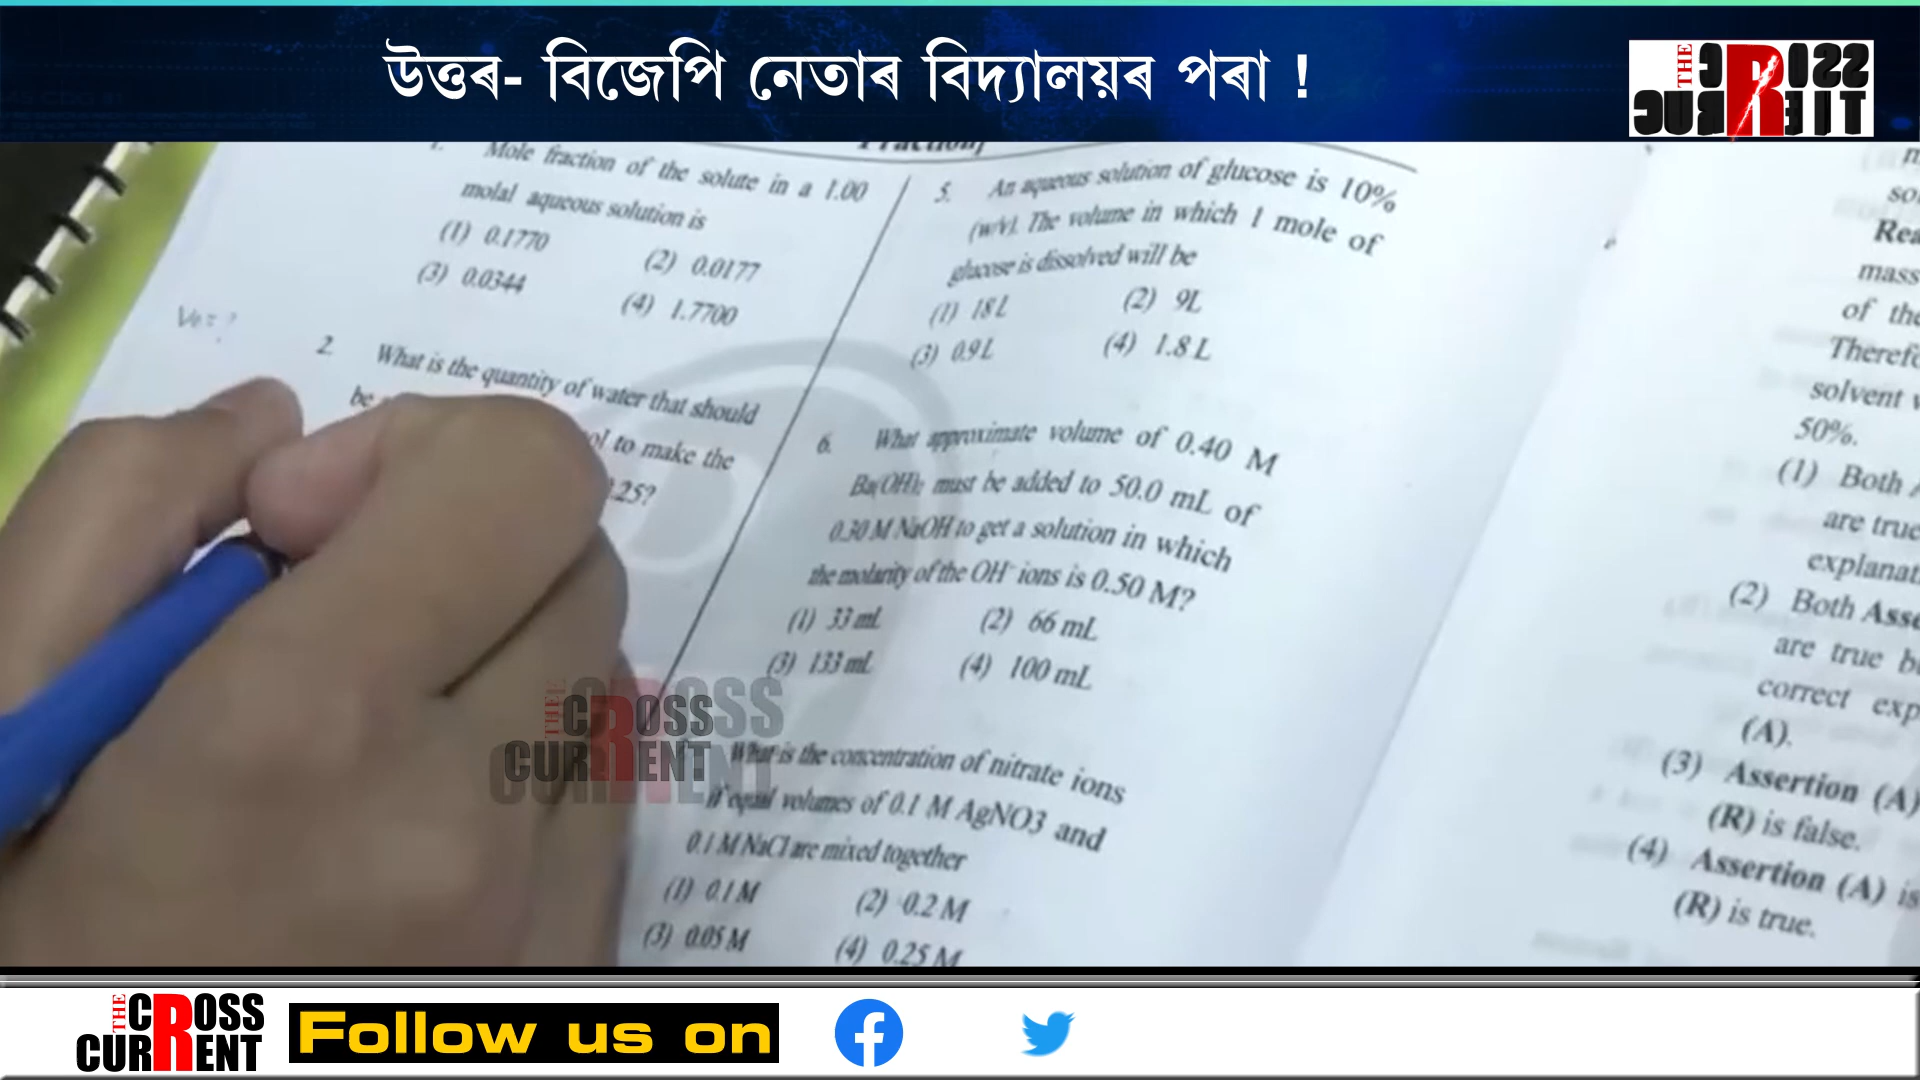 উত্তৰ- বিজেপি নেতাৰ বিদ্যালয়ৰ পৰা !
THE CROSS CURRENT
Mole fraction of the solute in a 1.00
molal aqueous solution is
(1) 0.1770 (2) 0.0177
(3) 0.0344 (4) 1.7700
2. What is the quantity of water that should
be
to make the
.25?
5. An aqueous solution of glucose is 10%
(w/v). The volume in which 1 mole of
glucose is dissolved will be
(1) 18 L (2) 9L
(3) 0.9 L (4) 1.8 L
6. What approximate volume of 0.40 M
Ba(OH)₂ must be added to 50.0 mL of
0.30 M NaOH to get a solution in which
the molarity of the OH⁻ ions is 0.50 M?
(1) 33 mL (2) 66 mL
(3) 133 mL (4) 100 mL
What is the concentration of nitrate ions
if equal volumes of 0.1 M AgNO3 and
0.1 M NaCl are mixed together
(1) 0.1 M (2) 0.2 M
(3) 0.05 M (4) 0.25 M
mass
of the
solvent
50%.
(1) Both
are true
(2) Both
are true
correct
(A).
(3) Assertion (A)
(R) is false.
(4) Assertion (A) is
(R) is true.
THE CROSS CURRENT
THE CROSS CURRENT
Follow us on